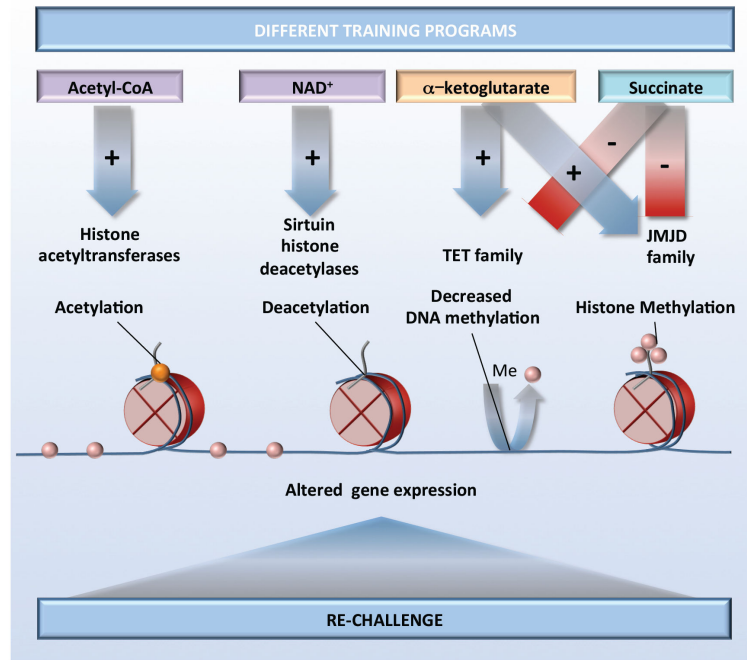 DIFFERENT TRAINING PROGRAMS
Acetyl-CoA
NAD⁺
α−ketoglutarate
Succinate
+
+
+
+
-
-
Histone
acetyltransferases
Sirtuin
histone
deacetylases
TET family
JMJD
family
Acetylation
Deacetylation
Decreased
DNA methylation
Histone Methylation
Me
Altered gene expression
RE-CHALLENGE